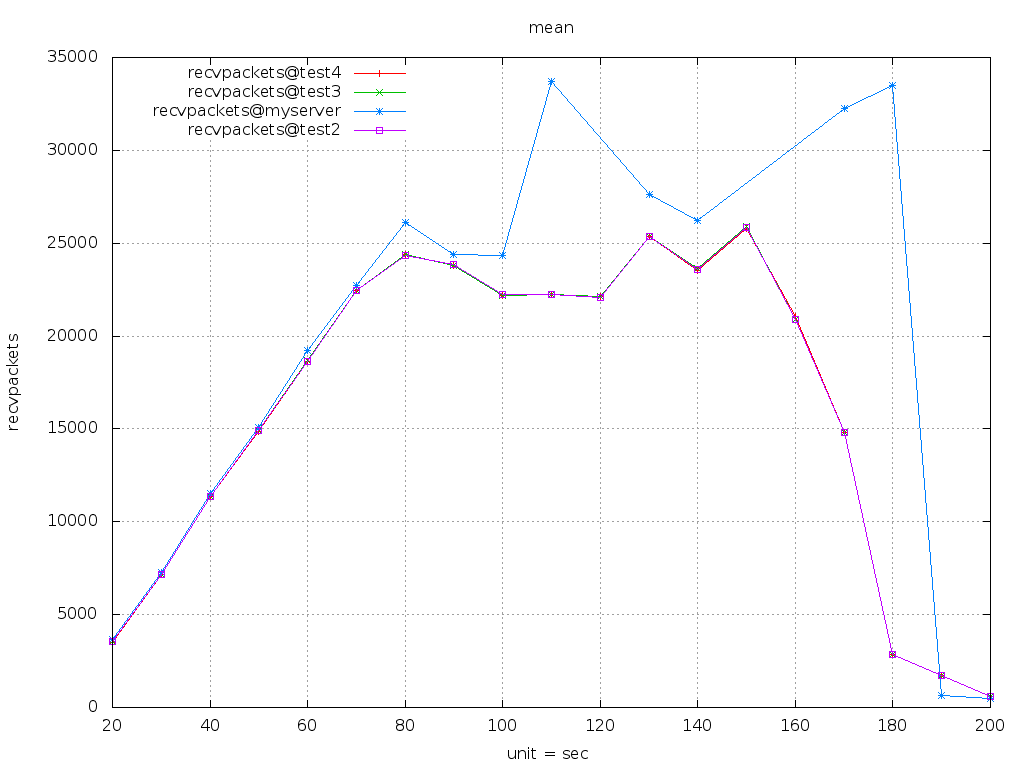 mean
35000
30000
25000
20000
15000
10000
5000
0
recvpackets@test4
recvpackets@test3
recvpackets@myserver
recvpackets@test2
recvpackets
20 40 60 80 100 120 140 160 180 200
unit = sec